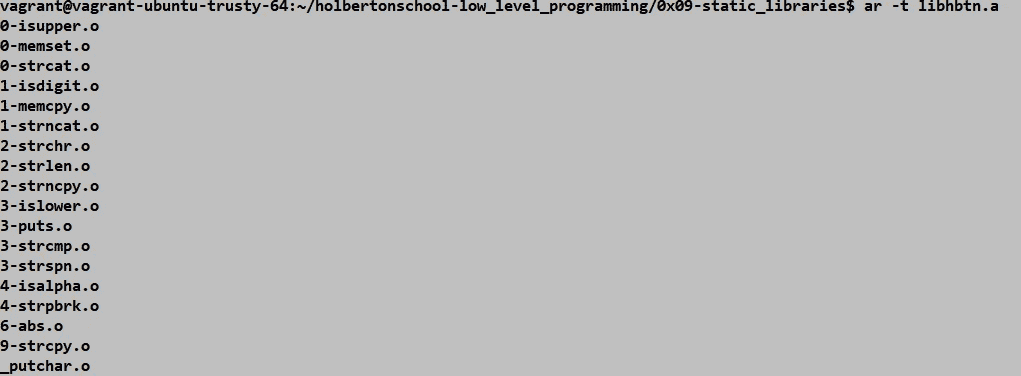 vagrant@vagrant-ubuntu-trusty-64:~/holbertonschool-low_level_programming/0x09-static_libraries$ ar -t libhbtn.a
0-isupper.o
0-memset.o
0-strcat.o
1-isdigit.o
1-memcpy.o
1-strncat.o
2-strchr.o
2-strlen.o
2-strncpy.o
3-islower.o
3-puts.o
3-strcmp.o
3-strspn.o
4-isalpha.o
4-strpbrk.o
6-abs.o
9-strcpy.o
_putchar.o